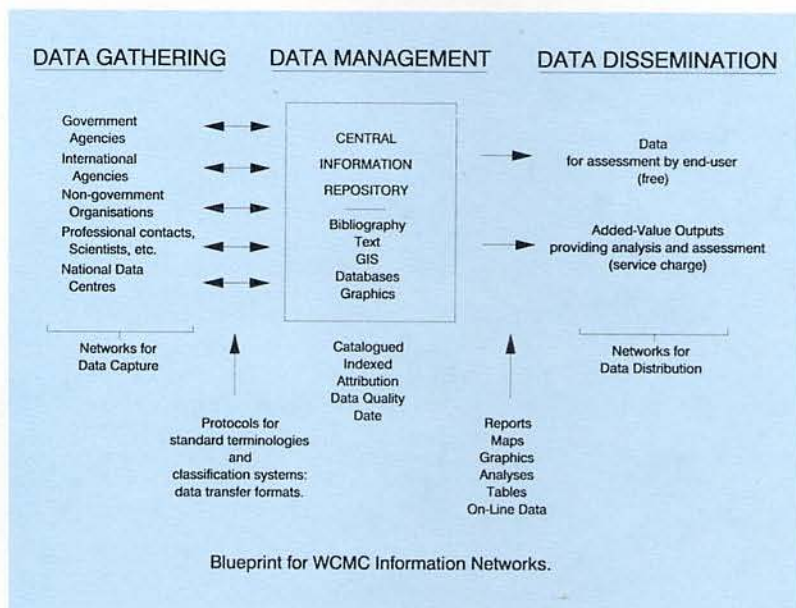 DATA GATHERING
DATA MANAGEMENT
DATA DISSEMINATION
Government
Agencies
International
Agencies
Non-government
Organisations
Professional contacts,
Scientists, etc.
National Data
Centres
Networks for
Data Capture
Protocols for
standard terminologies
and
classification systems:
data transfer formats.
CENTRAL
INFORMATION
REPOSITORY
Bibliography
Text
GIS
Databases
Graphics
Catalogued
Indexed
Attribution
Data Quality
Date
Data
for assessment by end-user
(free)
Added-Value Outputs
providing analysis and assessment
(service charge)
Networks for
Data Distribution
Reports
Maps
Graphics
Analyses
Tables
On-Line Data
Blueprint for WCMC Information Networks.